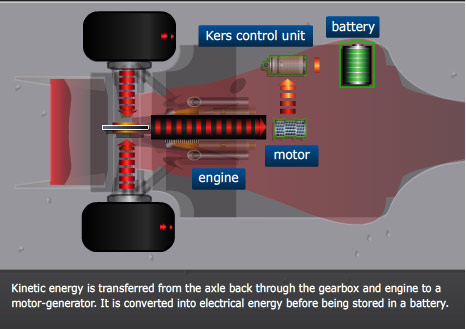 battery
Kers control unit
motor
engine
Kinetic energy is transferred from the axle back through the gearbox and engine to a
motor-generator. It is converted into electrical energy before being stored in a battery.